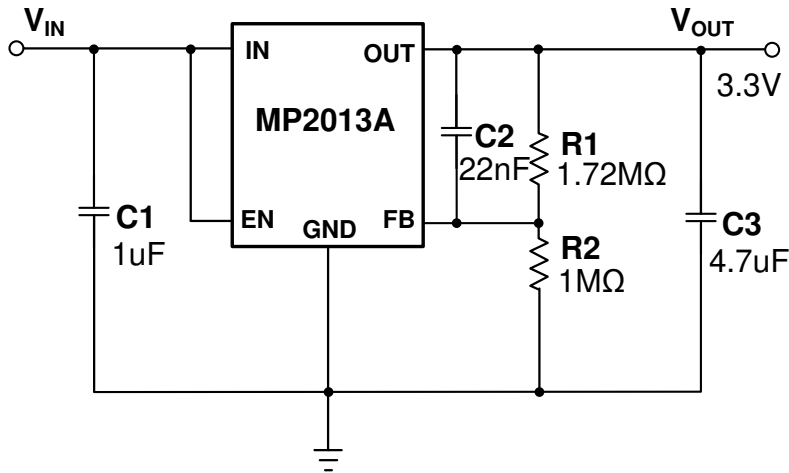 VIN
VOUT
IN
OUT
3.3V
MP2013A
C2
22nF
R1
1.72MΩ
C1
1uF
EN
GND
FB
R2
1MΩ
C3
4.7uF